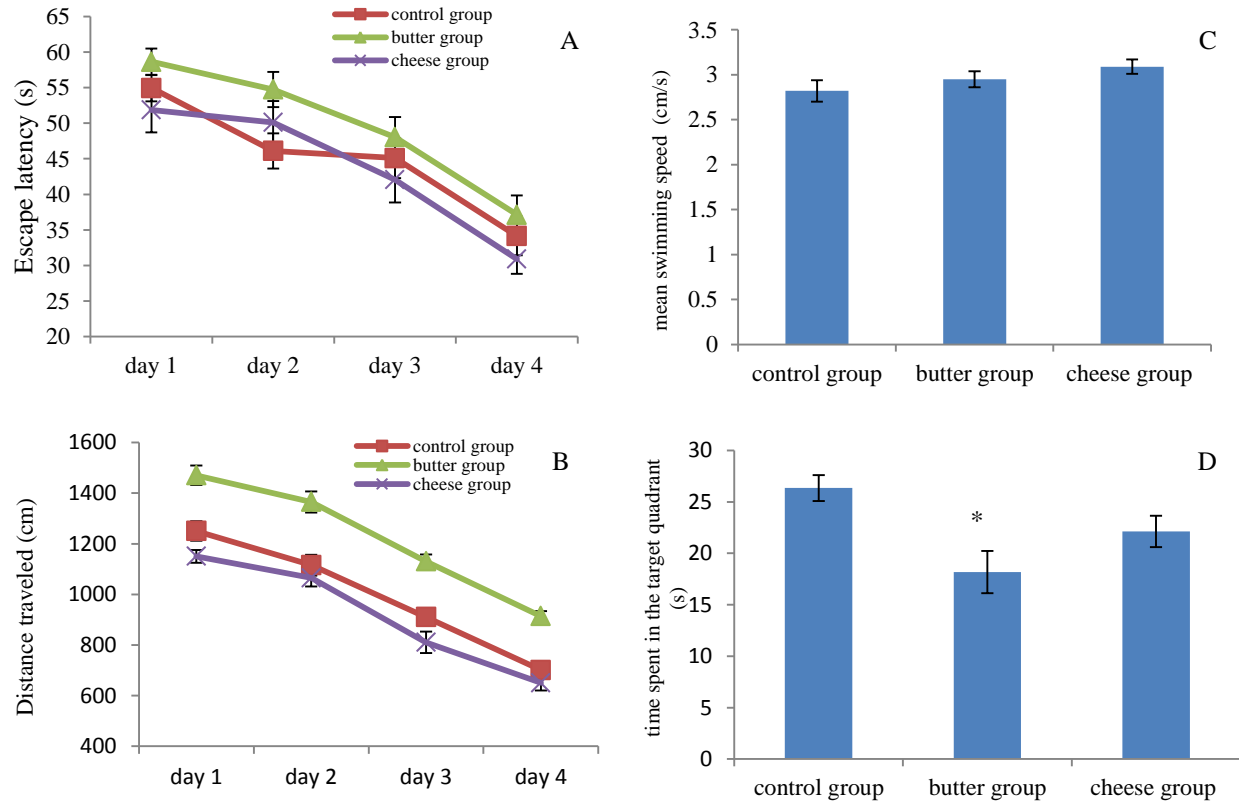 A
control group
butter group
cheese group
Escape latency (s)
65
60
55
50
45
40
35
30
25
20
day 1 day 2 day 3 day 4
C
mean swimming speed (cm/s)
3.5
3
2.5
2
1.5
1
0.5
0
control group butter group cheese group
B
control group
butter group
cheese group
Distance traveled (cm)
1600
1400
1200
1000
800
600
400
day 1 day 2 day 3 day 4
D
time spent in the target quadrant
(s)
30
25
20
15
10
5
0
*
control group butter group cheese group